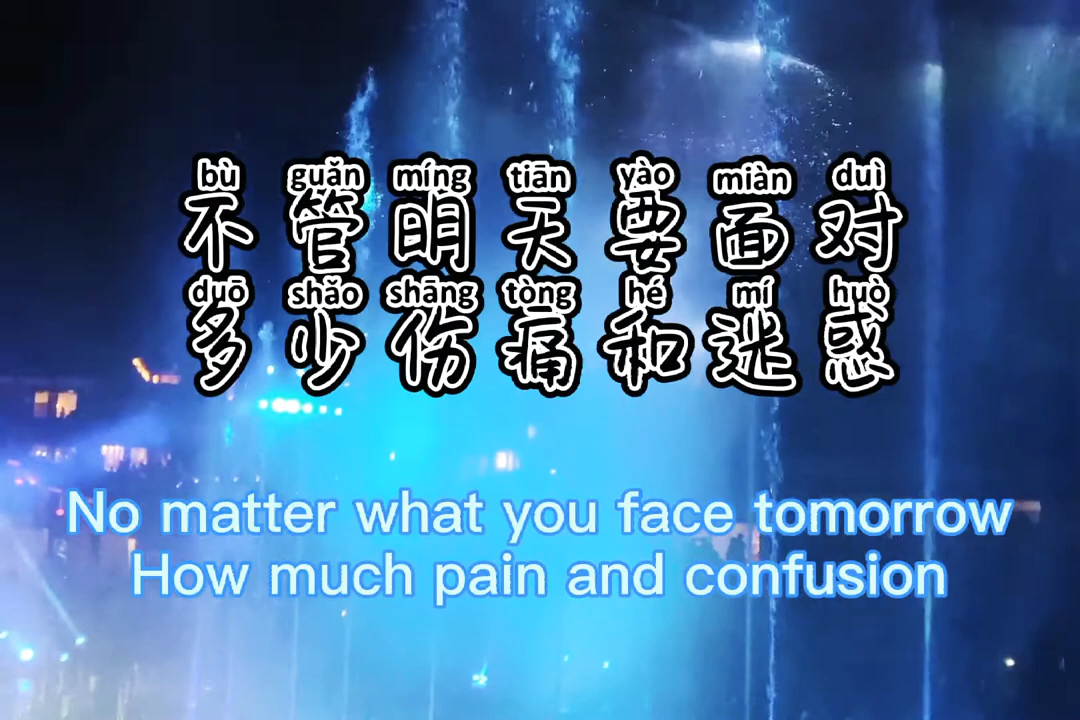 bù guǎn míng tiān yào miàn duì
不管明天要面对
duō shǎo shāng tòng hé mí huò
多少伤痛和迷惑
No matter what you face tomorrow
How much pain and confusion